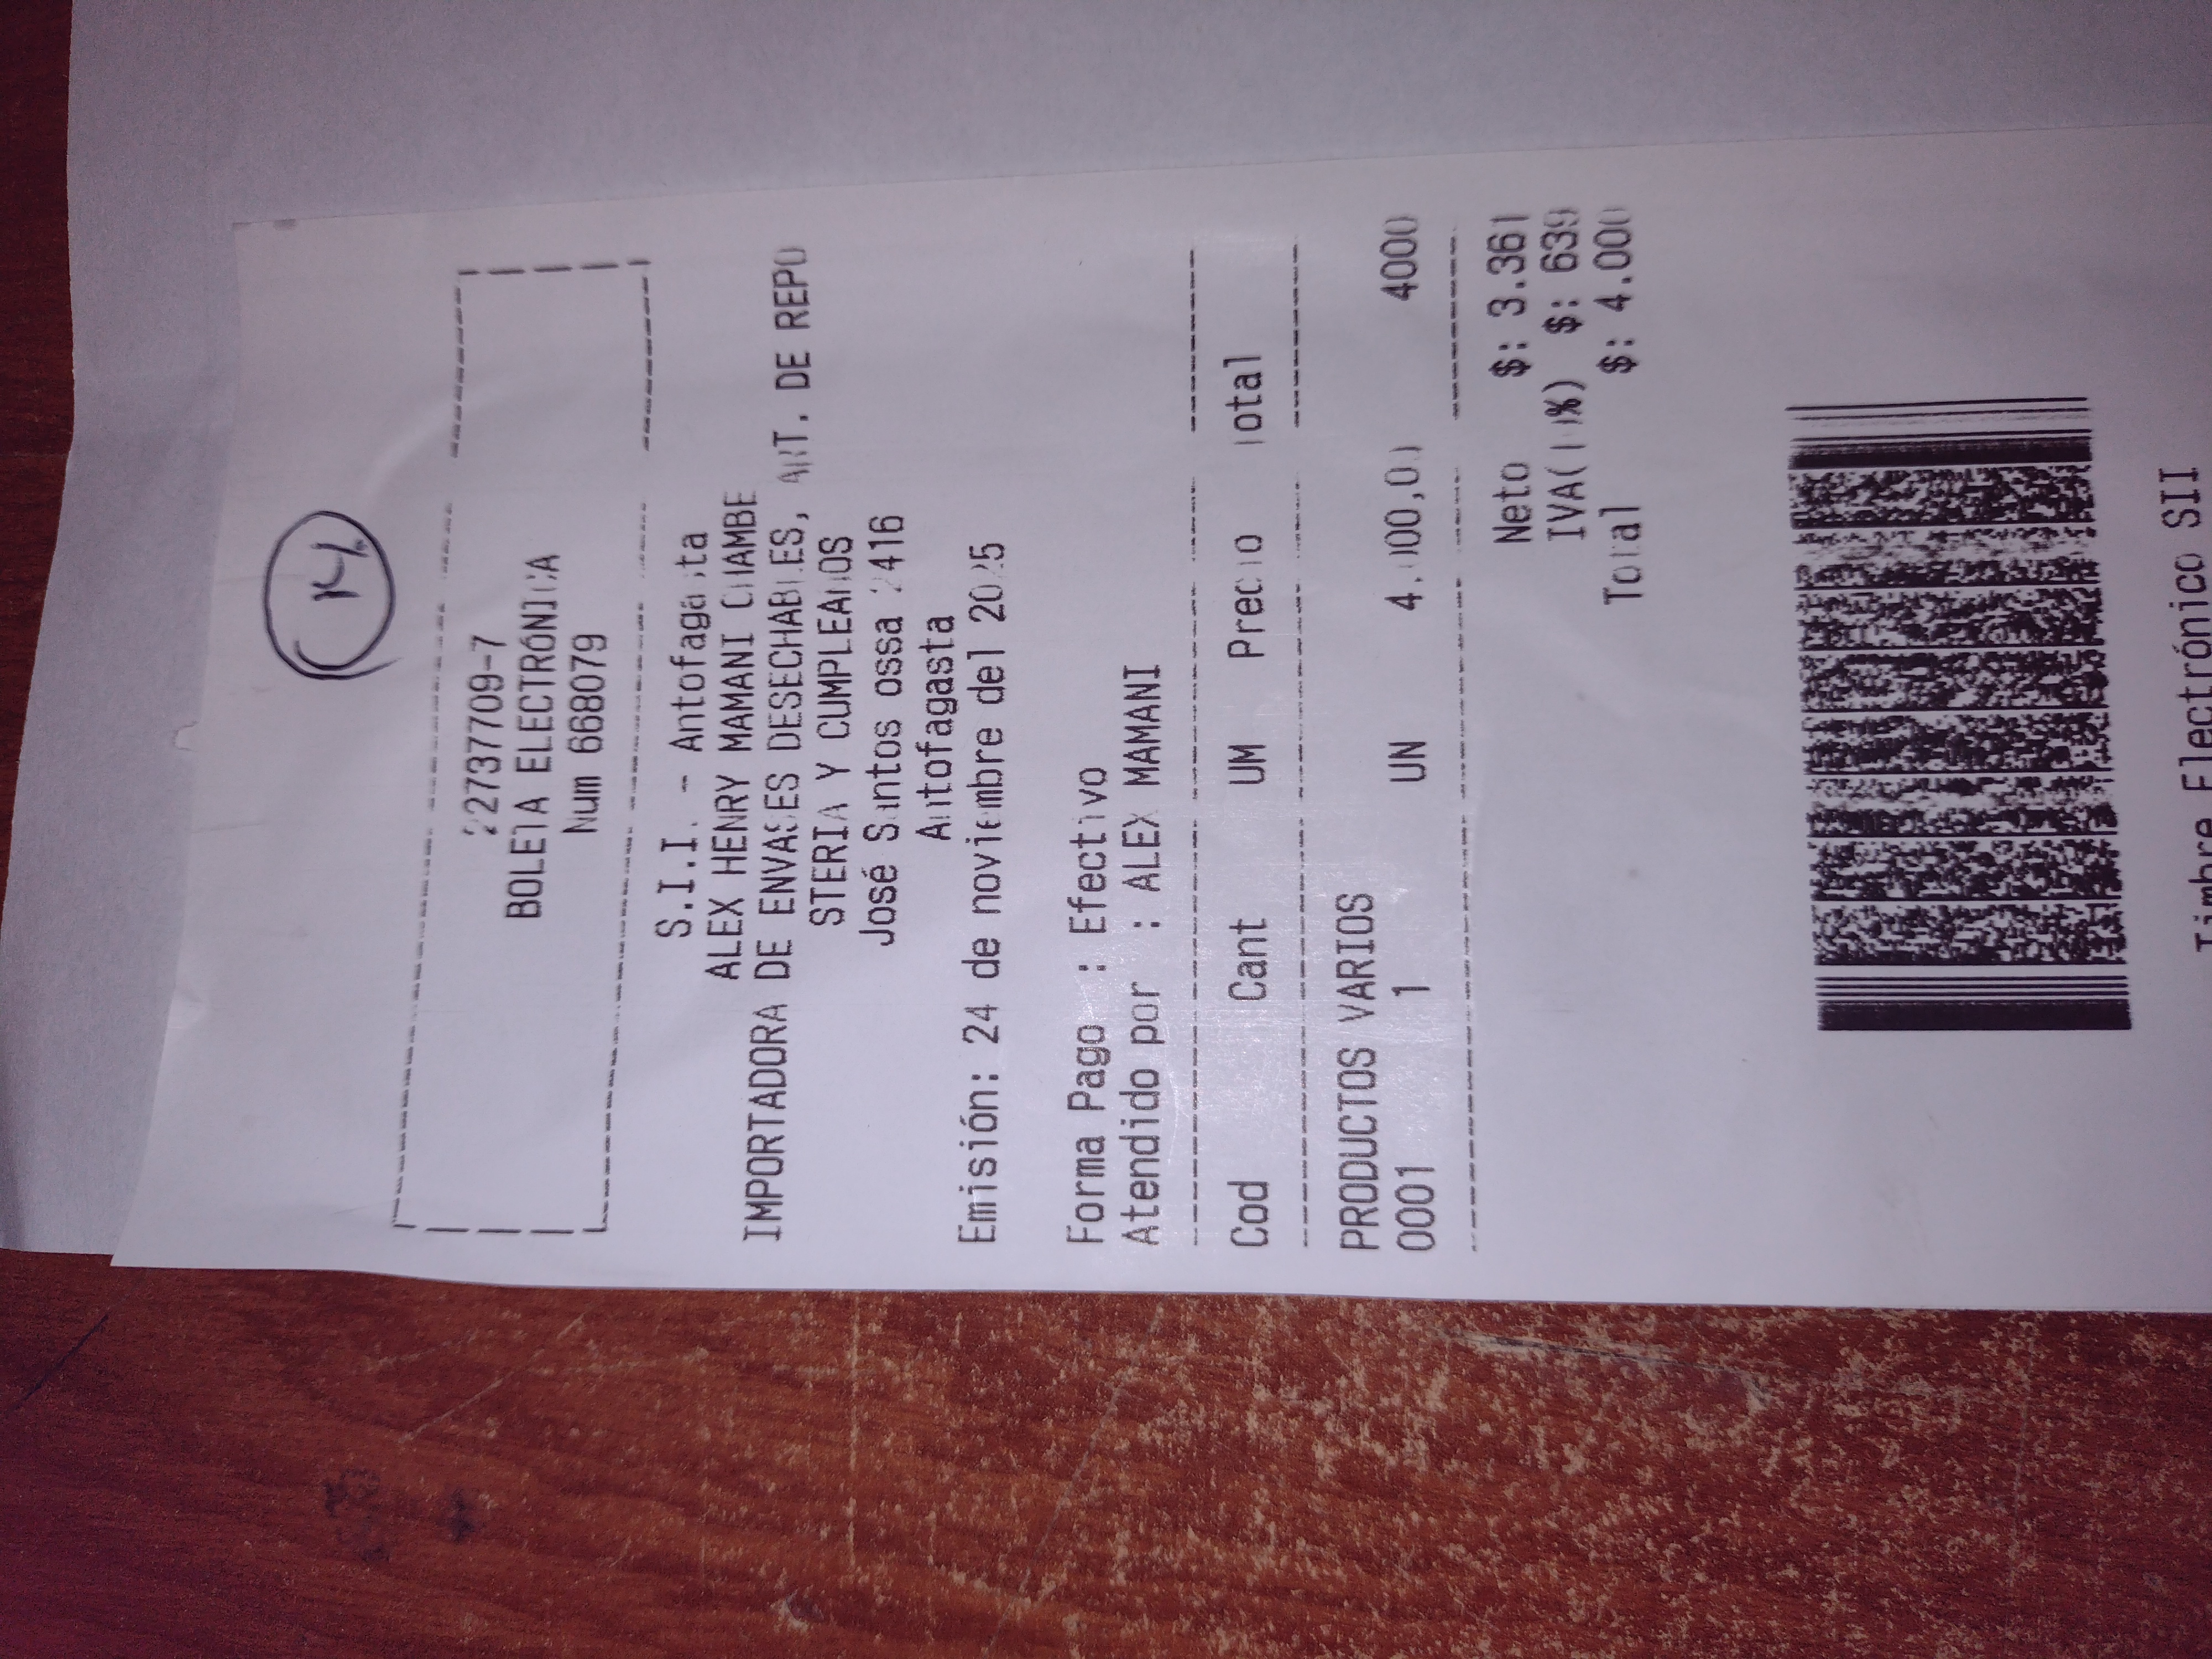 14
22737709-7
BOLETA ELECTRÓNICA
Num 668079
S.I.I. - Antofagasta
ALEX HENRY MAMANI CHAMBE
IMPORTADORA DE ENVASES DESECHABLES, ART. DE REPO
STERIA Y CUMPLEAÑOS
José Santos ossa 2416
Antofagasta
Emisión: 24 de noviembre del 2025
Forma Pago : Efectivo
Atendido por : ALEX MAMANI
Cod Cant UM Precio Total
PRODUCTOS VARIOS
0001 1 UN 4.000,00 4000
Neto $: 3.361
IVA(19%) $: 639
Total $: 4.000
Timbre Electrónico SII